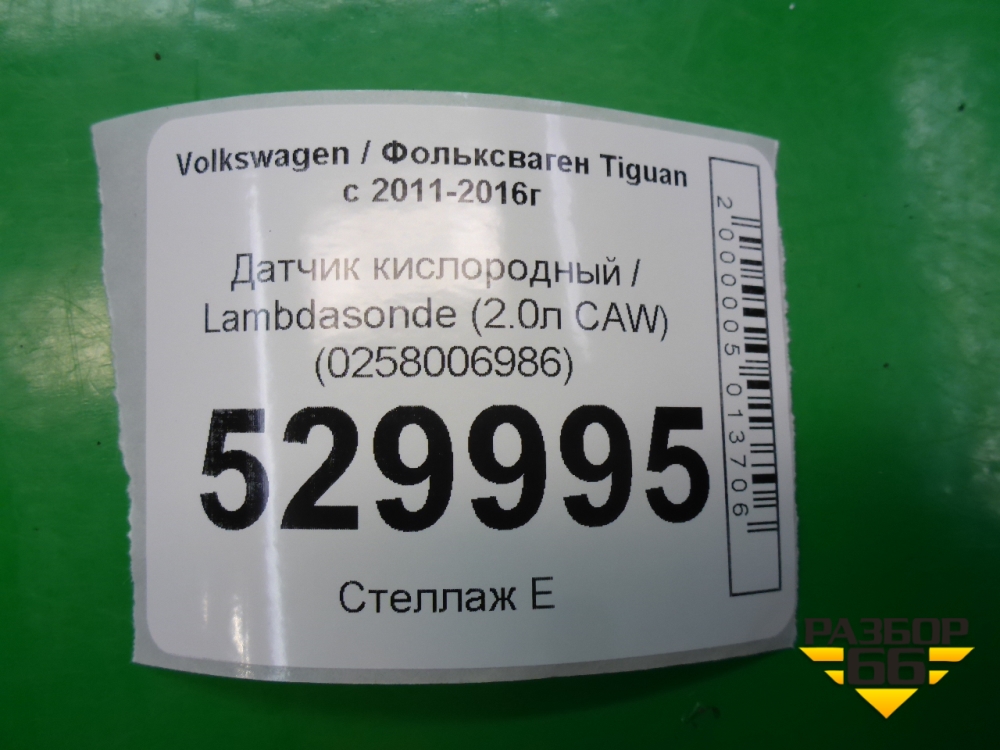 Volkswagen / Фольксваген Tiguan
с 2011-2016г
Датчик кислородный /
Lambdasonde (2.0л CAW)
(0258006986)
529995
Стеллаж Е
2000005013706
РАЗБОР
66